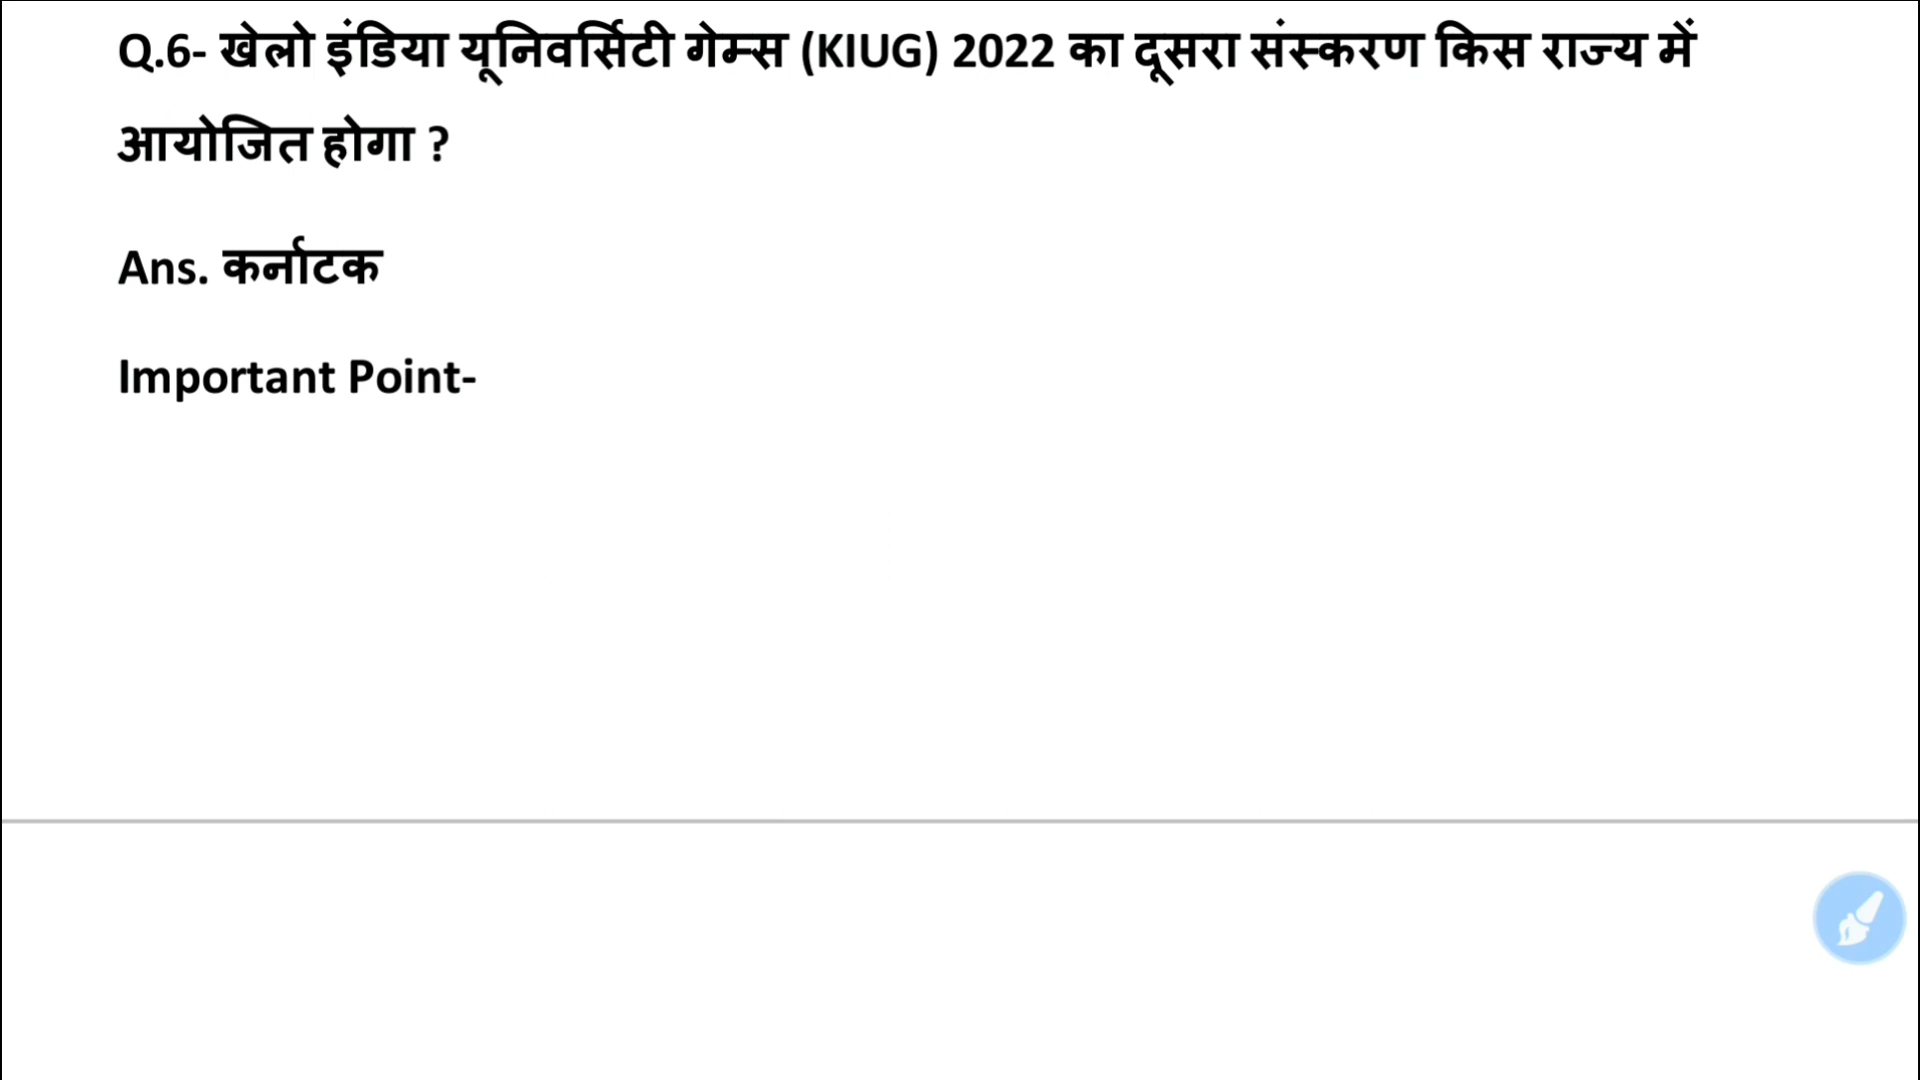 Q.6- खेलो इंडिया यूनिवर्सिटी गेम्स (KIUG) 2022 का दूसरा संस्करण किस राज्य में
आयोजित होगा ?
Ans. कर्नाटक
Important Point-